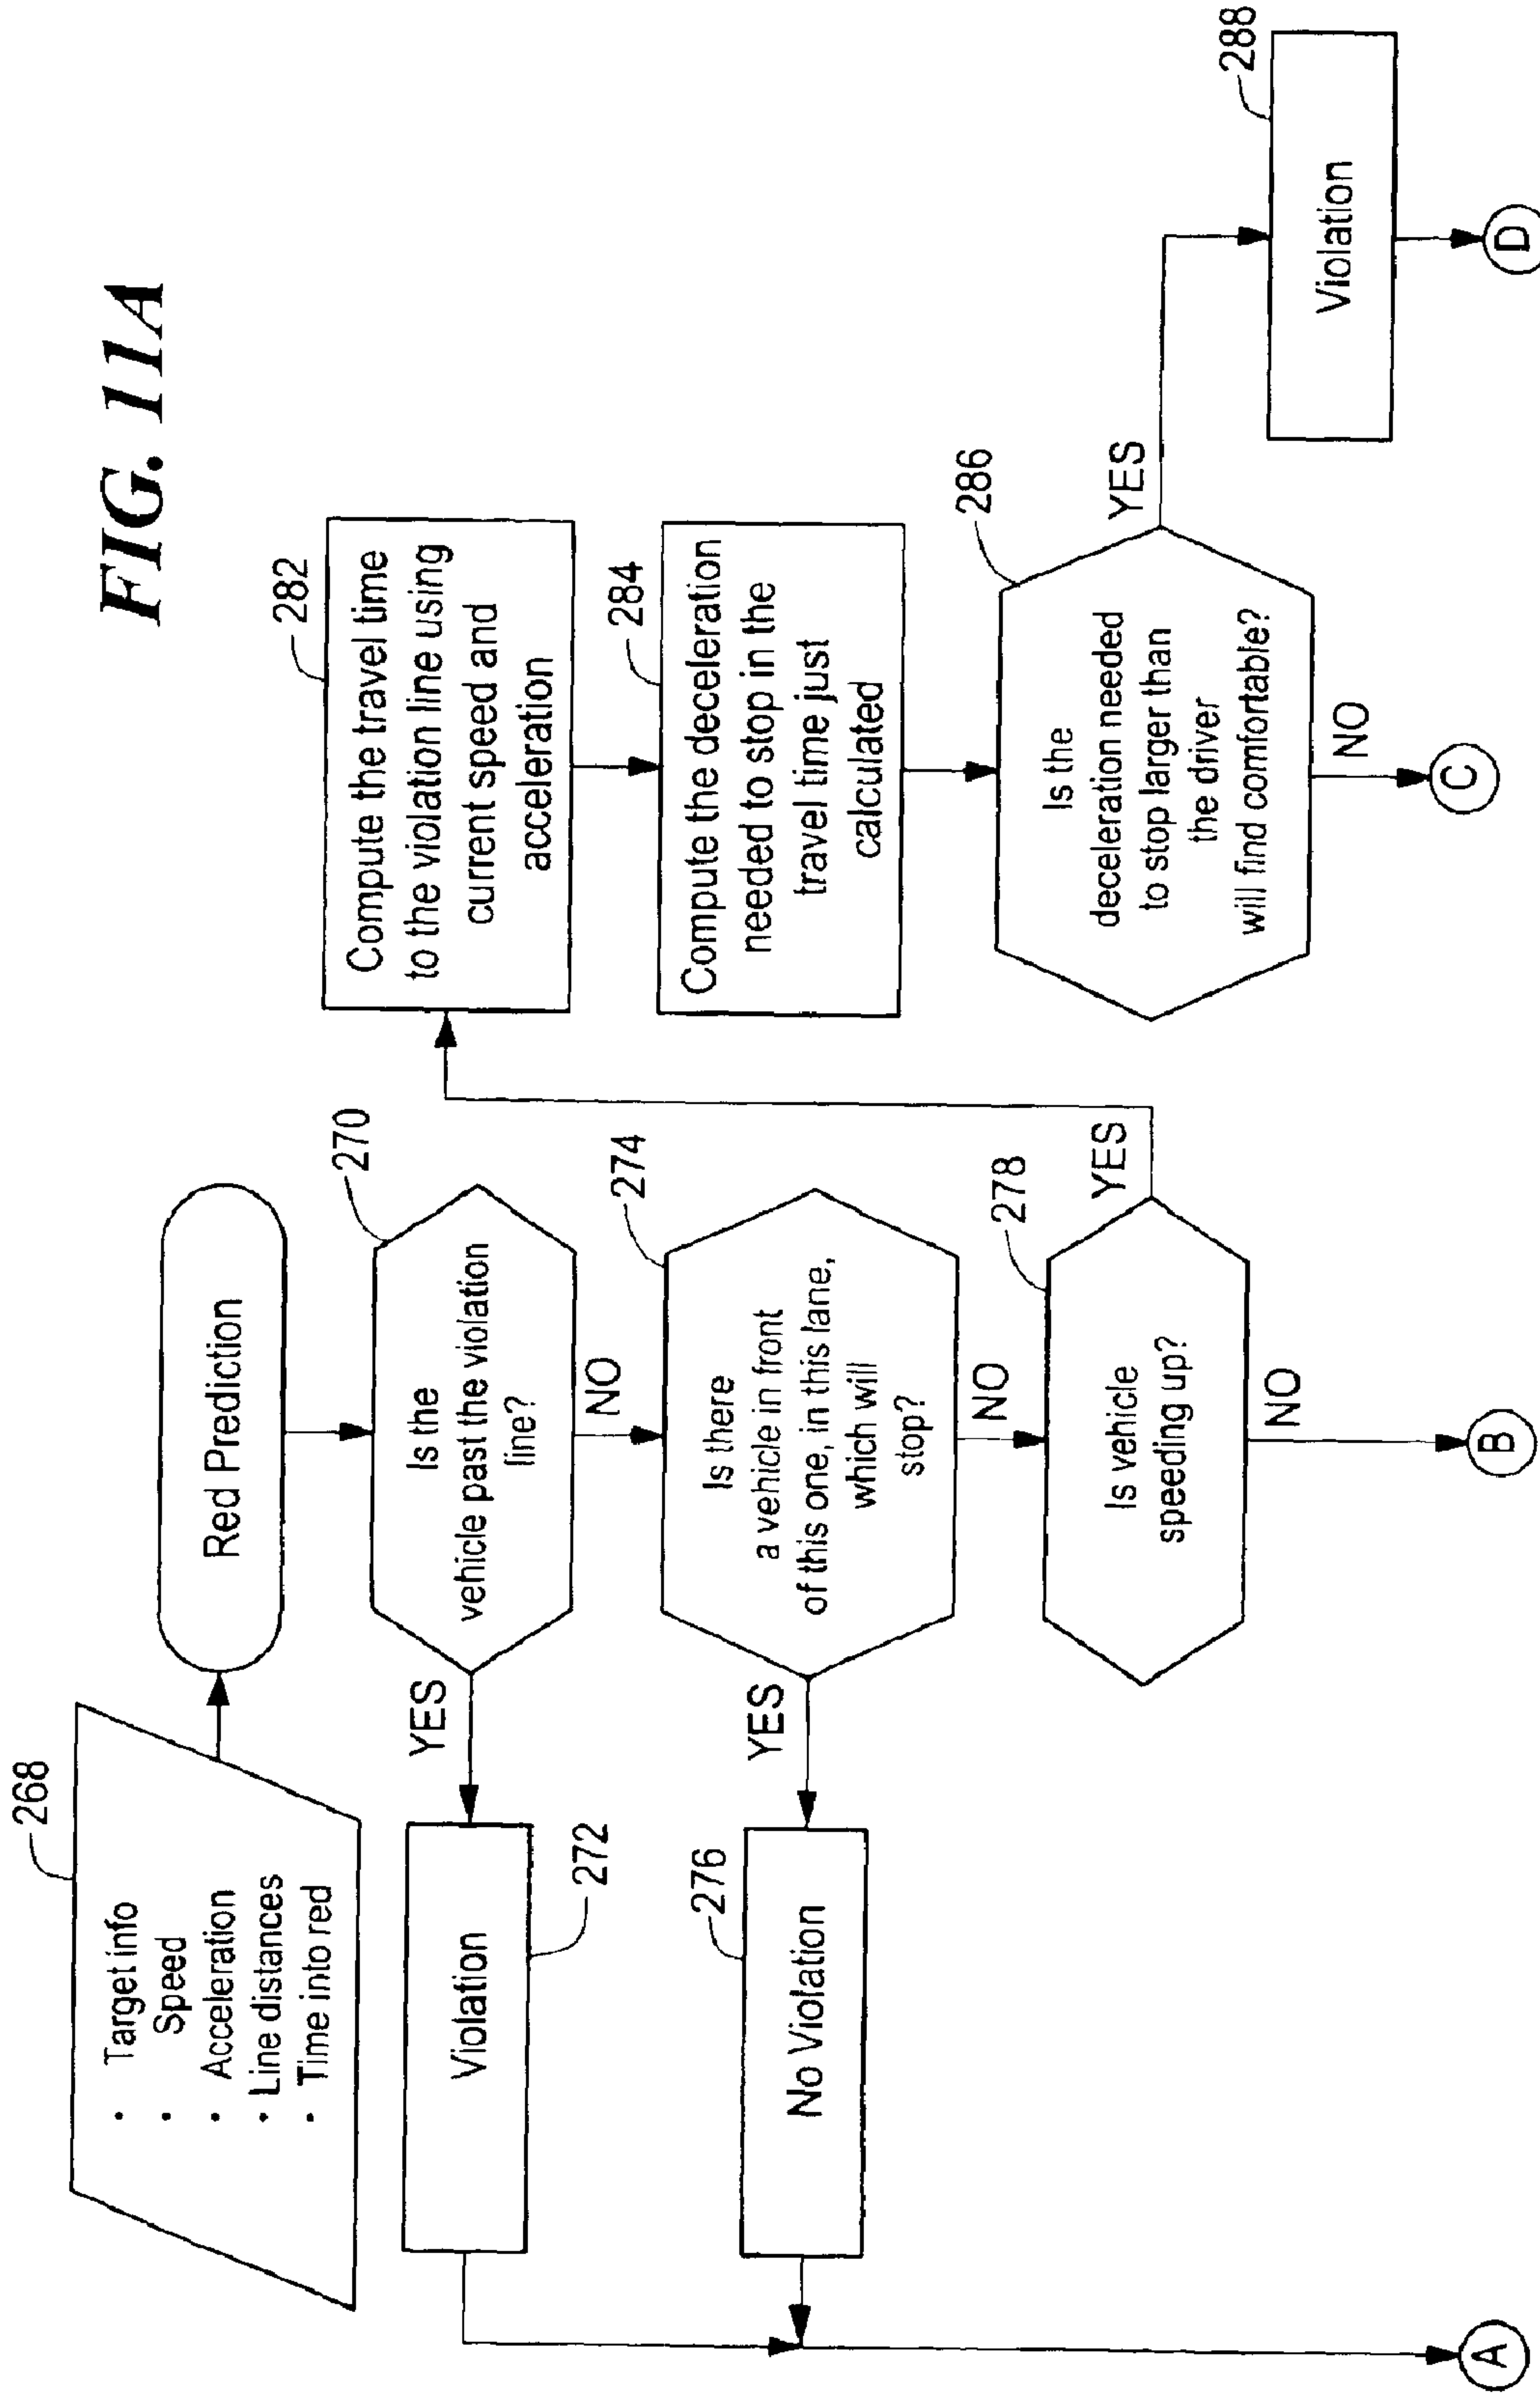 FIG. 11A
268
• Target info
• Speed
• Acceleration
• Line distances
• Time into red
Red Prediction
270
Is the
vehicle past the violation
line?
YES
NO
Violation
272
274
Is there
a vehicle in front
of this one, in this lane,
which will
stop?
YES
NO
276
No Violation
278
Is vehicle
speeding up?
YES
NO
282
Compute the travel time
to the violation line using
current speed and
acceleration
284
Compute the deceleration
needed to stop in the
travel time just
calculated
286
Is the
deceleration needed
to stop larger than
the driver
will find comfortable?
YES
NO
288
Violation
A
B
C
D